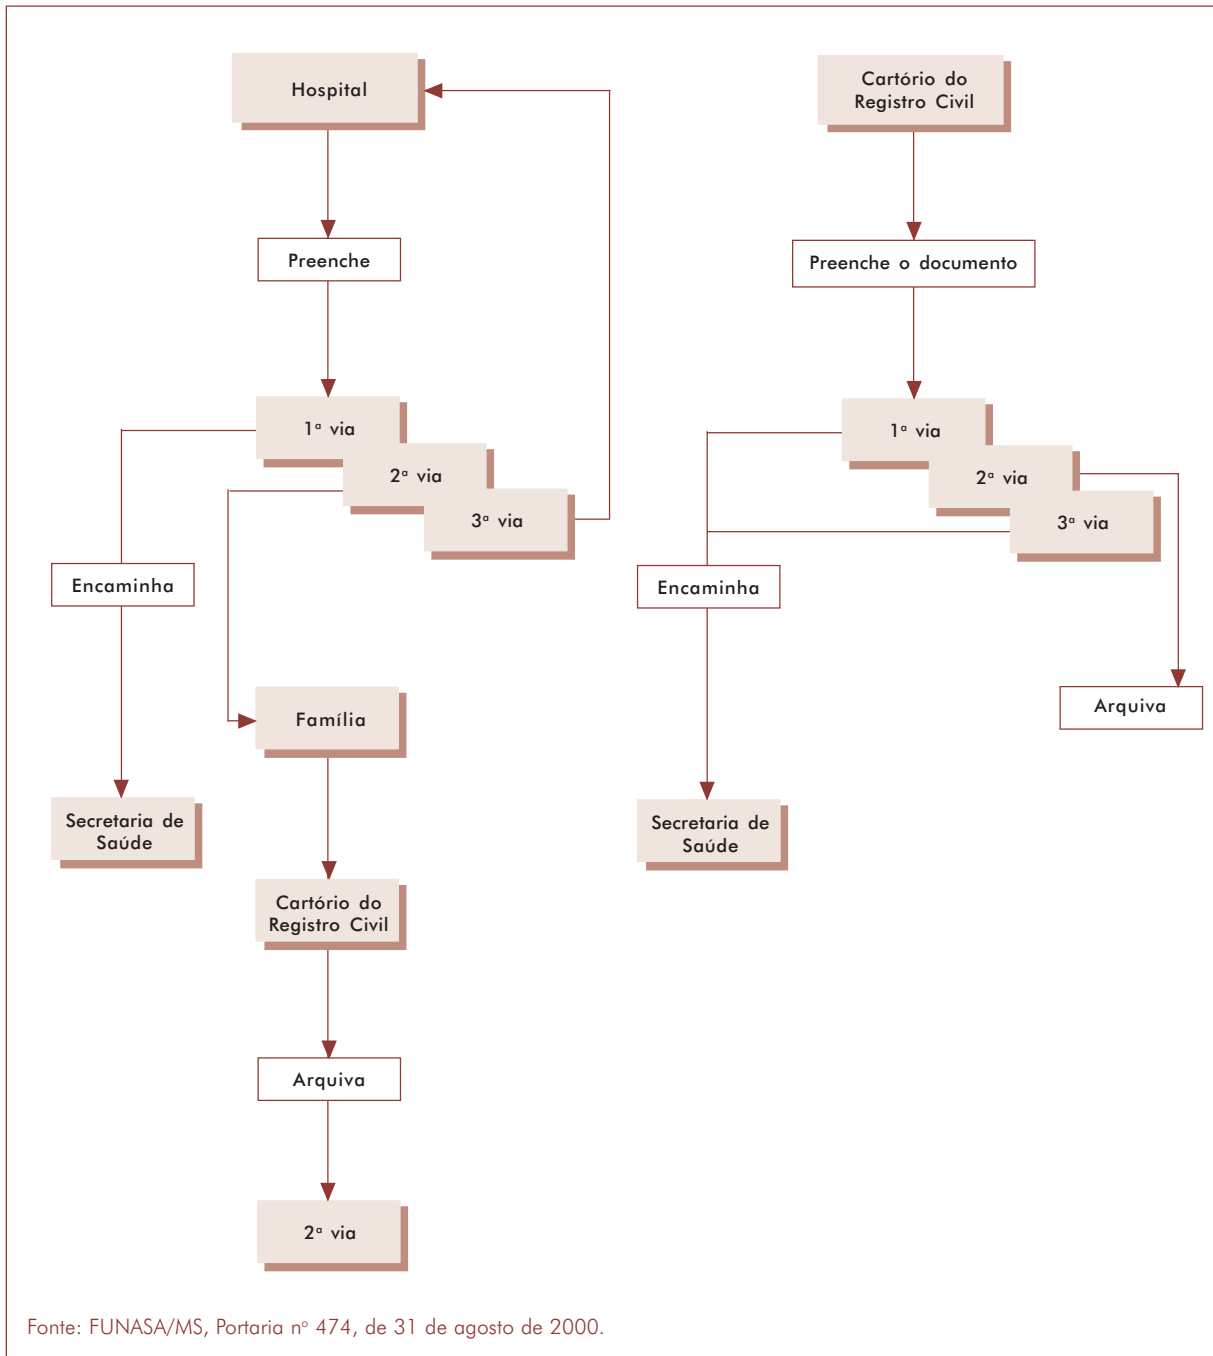 Hospital
Preenche
1ª via
2ª via
3ª via
Encaminha
Família
Secretaria de
Saúde
Cartório do
Registro Civil
Arquiva
2ª via
Cartório do
Registro Civil
Preenche o documento
1ª via
2ª via
3ª via
Encaminha
Arquiva
Secretaria de
Saúde
Fonte: FUNASA/MS, Portaria nº 474, de 31 de agosto de 2000.